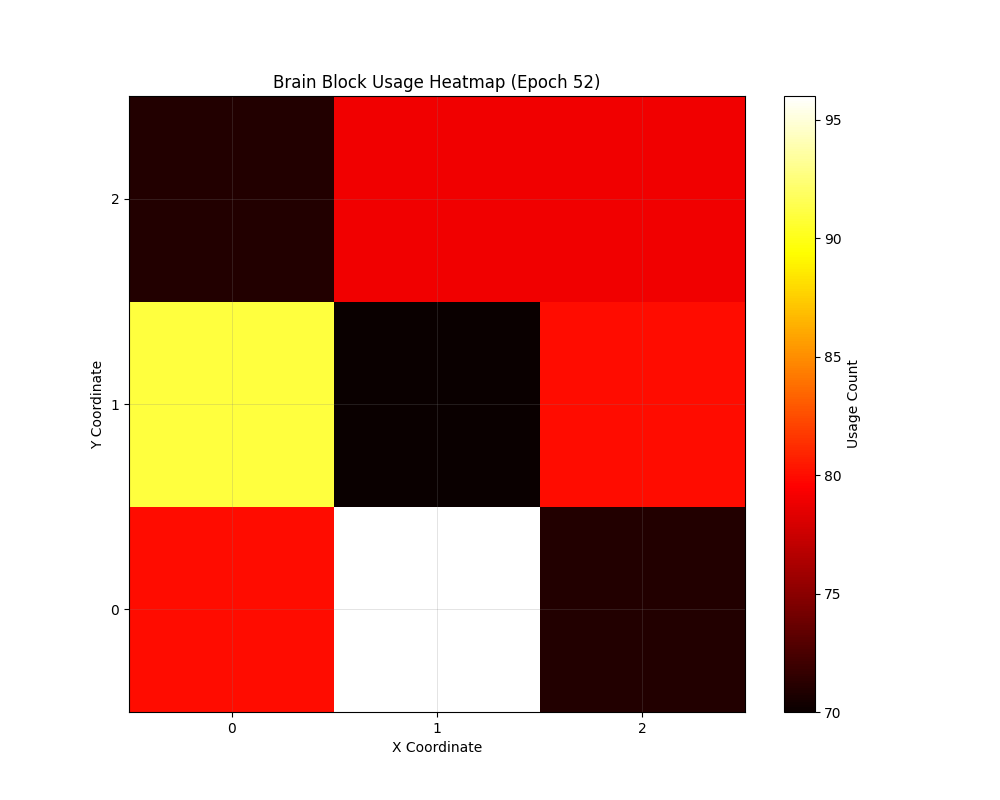 Brain Block Usage Heatmap (Epoch 52)
2
1
0
Y Coordinate
0 1 2
X Coordinate
95
90
85
80
75
70
Usage Count